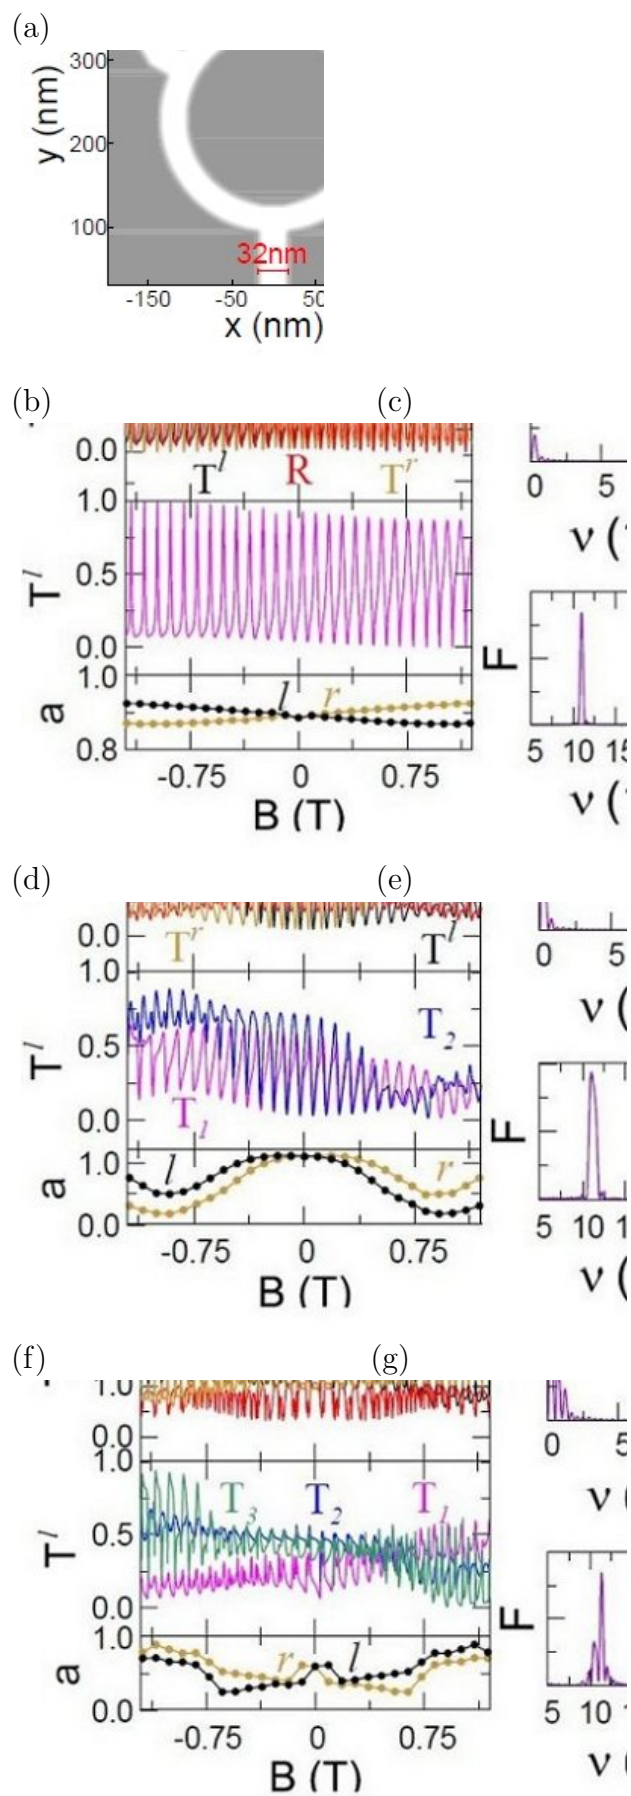 (a)
300
200
100
y (nm)
32nm
-150 -50 50
x (nm)
(b) (c)
0.0
T^l R T^r
1.0
0.5
0.0
T^l
1.0
0.8
a
l r
-0.75 0 0.75
B (T)
0 5
ν (
F
5 10 15
ν (
(d) (e)
0.0
T^r T^l
1.0
0.5
0.0
T^l
T_2
T_1
1.0
0.0
a
l r
-0.75 0 0.75
B (T)
0 5
ν (
F
5 10 1
ν (
(f) (g)
1.0
0.0
1.0
0.5
0.0
T^l
T_3 T_2 T_1
1.0
0.0
a
r l
-0.75 0 0.75
B (T)
0 5
ν (
F
5 10 1
ν (